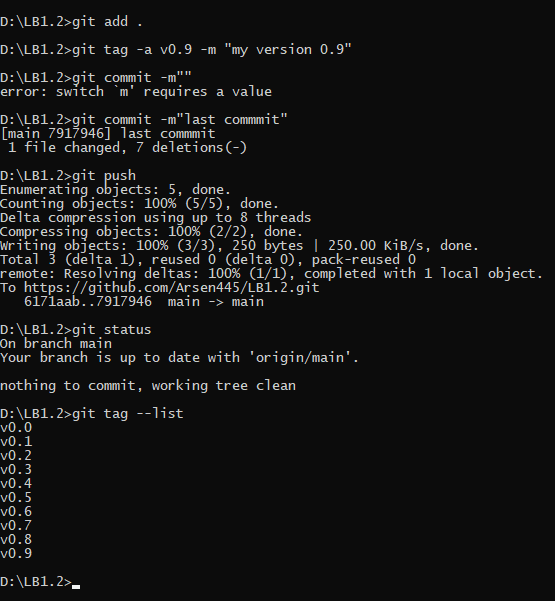 D:\LB1.2>git add .
D:\LB1.2>git tag -a v0.9 -m "my version 0.9"
D:\LB1.2>git commit -m""
error: switch `m' requires a value
D:\LB1.2>git commit -m"last commmit"
[main 7917946] last commmit
 1 file changed, 7 deletions(-)
D:\LB1.2>git push
Enumerating objects: 5, done.
Counting objects: 100% (5/5), done.
Delta compression using up to 8 threads
Compressing objects: 100% (2/2), done.
Writing objects: 100% (3/3), 250 bytes | 250.00 KiB/s, done.
Total 3 (delta 1), reused 0 (delta 0), pack-reused 0
remote: Resolving deltas: 100% (1/1), completed with 1 local object.
To https://github.com/Arsen445/LB1.2.git
   6171aab..7917946  main -> main
D:\LB1.2>git status
On branch main
Your branch is up to date with 'origin/main'.
nothing to commit, working tree clean
D:\LB1.2>git tag --list
v0.0
v0.1
v0.2
v0.3
v0.4
v0.5
v0.6
v0.7
v0.8
v0.9
D:\LB1.2>